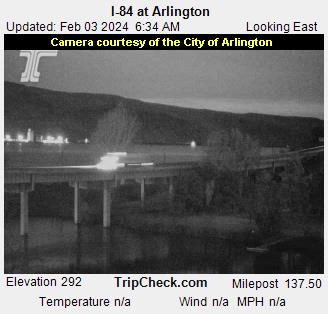 I-84 at Arlington
Updated: Feb 03 2024 6:34 AM Looking East
Camera courtesy of the City of Arlington
Elevation 292 TripCheck.com Milepost 137.50
Temperature n/a Wind n/a MPH n/a